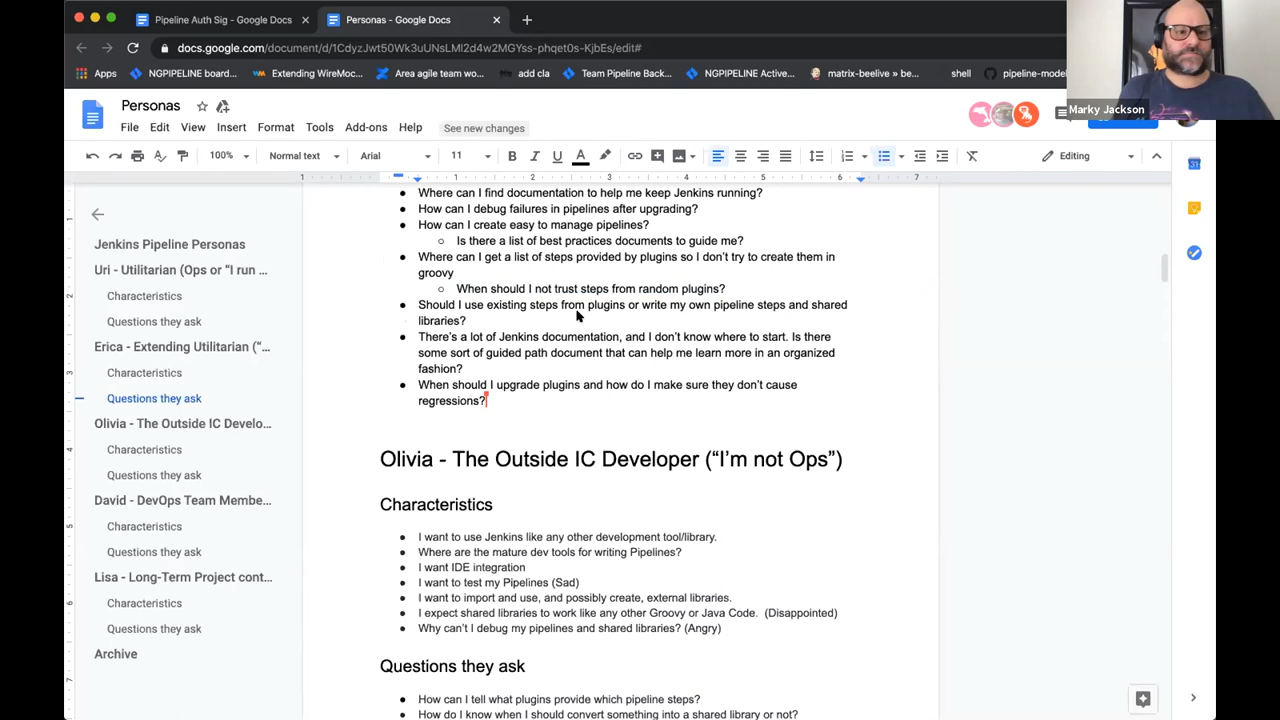 Pipeline Auth Sig - Google Docs
Personas - Google Docs
docs.google.com/document/d/1CdyzJwt50Wk3uUNsLMl2d4w2MGYss-phqet0s-KjbEs/edit#
Apps
NGPIPELINE board...
Extending WireMoc...
Area agile team wo...
add cla
Team Pipeline Back...
NGPIPELINE Active...
matrix-beelive » be...
shell
pipeline-model
Marky Jackson
Personas
File Edit View Insert Format Tools Add-ons Help
See new changes
100% Normal text Arial 11 B I U A Editing
1 1 2 3 4 5 6 7
Jenkins Pipeline Personas
Uri - Utilitarian (Ops or “I run ...
Characteristics
Questions they ask
Erica - Extending Utilitarian (“...
Characteristics
Questions they ask
Olivia - The Outside IC Develo...
Characteristics
Questions they ask
David - DevOps Team Membe...
Characteristics
Questions they ask
Lisa - Long-Term Project cont...
Characteristics
Questions they ask
Archive
1
2
3
4
5
6
7
● Where can I find documentation to help me keep Jenkins running?
● How can I debug failures in pipelines after upgrading?
● How can I create easy to manage pipelines?
○ Is there a list of best practices documents to guide me?
● Where can I get a list of steps provided by plugins so I don’t try to create them in
groovy
○ When should I not trust steps from random plugins?
● Should I use existing steps from plugins or write my own pipeline steps and shared
libraries?
● There’s a lot of Jenkins documentation, and I don’t know where to start. Is there
some sort of guided path document that can help me learn more in an organized
fashion?
● When should I upgrade plugins and how do I make sure they don’t cause
regressions?
Olivia - The Outside IC Developer (“I’m not Ops”)
Characteristics
● I want to use Jenkins like any other development tool/library.
● Where are the mature dev tools for writing Pipelines?
● I want IDE integration
● I want to test my Pipelines (Sad)
● I want to import and use, and possibly create, external libraries.
● I expect shared libraries to work like any other Groovy or Java Code. (Disappointed)
● Why can’t I debug my pipelines and shared libraries? (Angry)
Questions they ask
● How can I tell what plugins provide which pipeline steps?
● How do I know when I should convert something into a shared library or not?